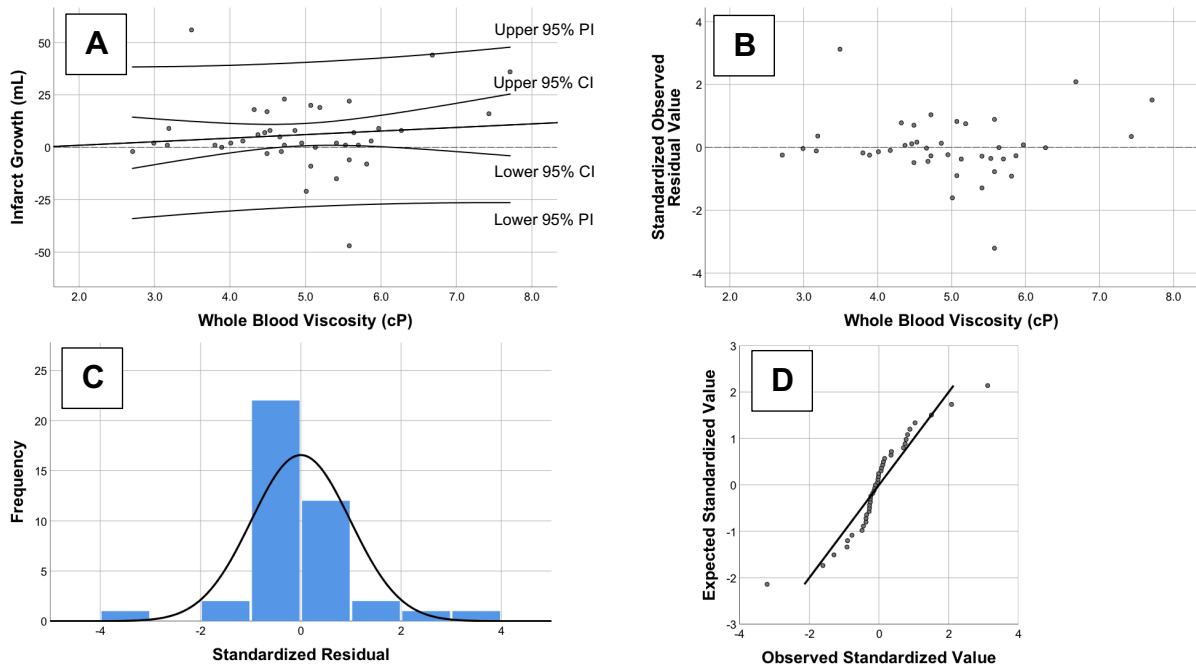 A
Upper 95% PI
Upper 95% CI
Lower 95% CI
Lower 95% PI
50
25
0
-25
-50
Infarct Growth (mL)
2.0 3.0 4.0 5.0 6.0 7.0 8.0
Whole Blood Viscosity (cP)
B
4
2
0
-2
-4
Standardized Observed
Residual Value
2.0 3.0 4.0 5.0 6.0 7.0 8.0
Whole Blood Viscosity (cP)
C
25
20
15
10
5
0
Frequency
-4 -2 0 2 4
Standardized Residual
D
3
2
1
0
-1
-2
-3
Expected Standardized Value
-4 -2 0 2 4
Observed Standardized Value